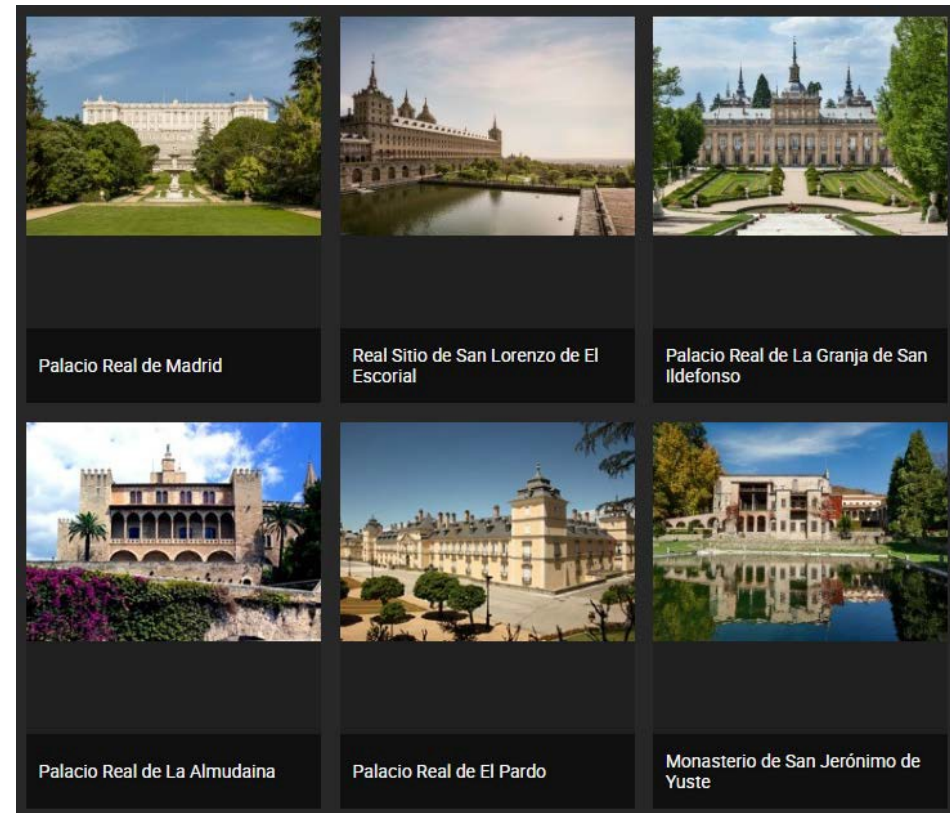 Palacio Real de Madrid
Real Sitio de San Lorenzo de El
Escorial
Palacio Real de La Granja de San
Ildefonso
Palacio Real de La Almudaina
Palacio Real de El Pardo
Monasterio de San Jerónimo de
Yuste